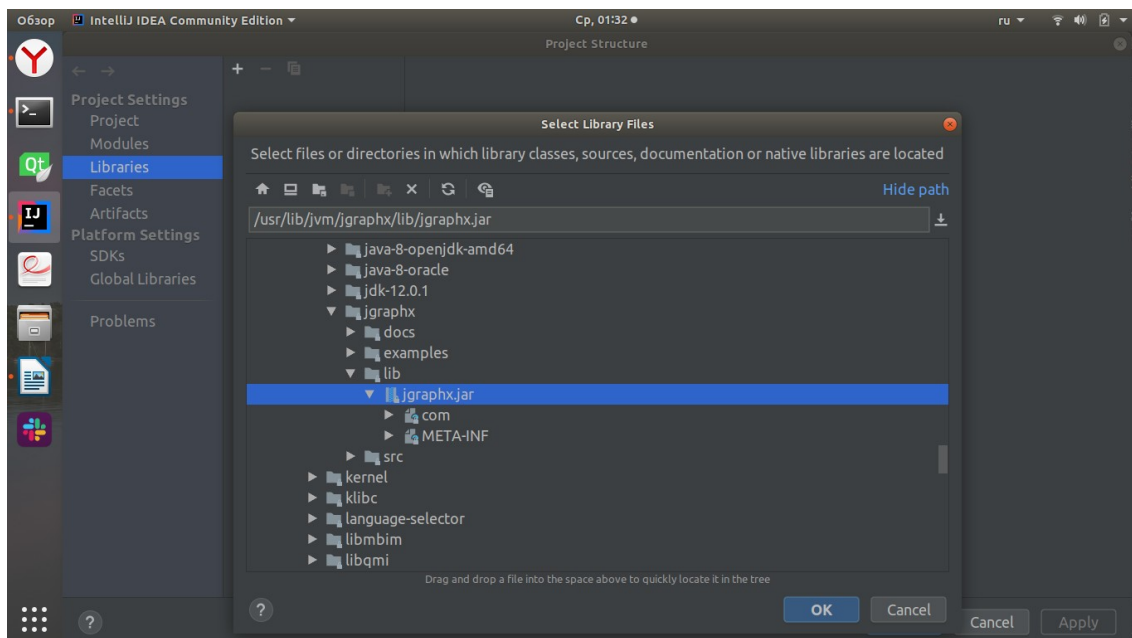 Обзор IntelliJ IDEA Community Edition Ср, 01:32 ru
Project Structure
Project Settings
Project
Modules
Libraries
Facets
Artifacts
Platform Settings
SDKs
Global Libraries
Problems
Select Library Files
Select files or directories in which library classes, sources, documentation or native libraries are located
Hide path
/usr/lib/jvm/jgraphx/lib/jgraphx.jar
java-8-openjdk-amd64
java-8-oracle
jdk-12.0.1
jgraphx
docs
examples
lib
jgraphx.jar
com
META-INF
src
kernel
klibc
language-selector
libmbim
libqmi
Drag and drop a file into the space above to quickly locate it in the tree
? OK Cancel
? Cancel Apply
Y
>_
Qt
IJ